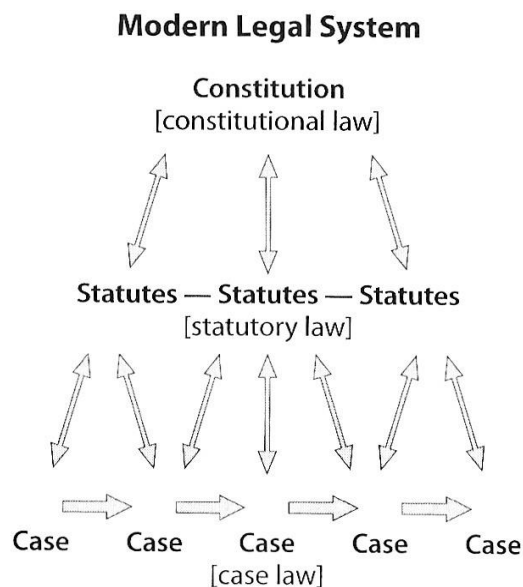 Modern Legal System
Constitution
[constitutional law]
Statutes — Statutes — Statutes
[statutory law]
Case Case Case Case Case
[case law]